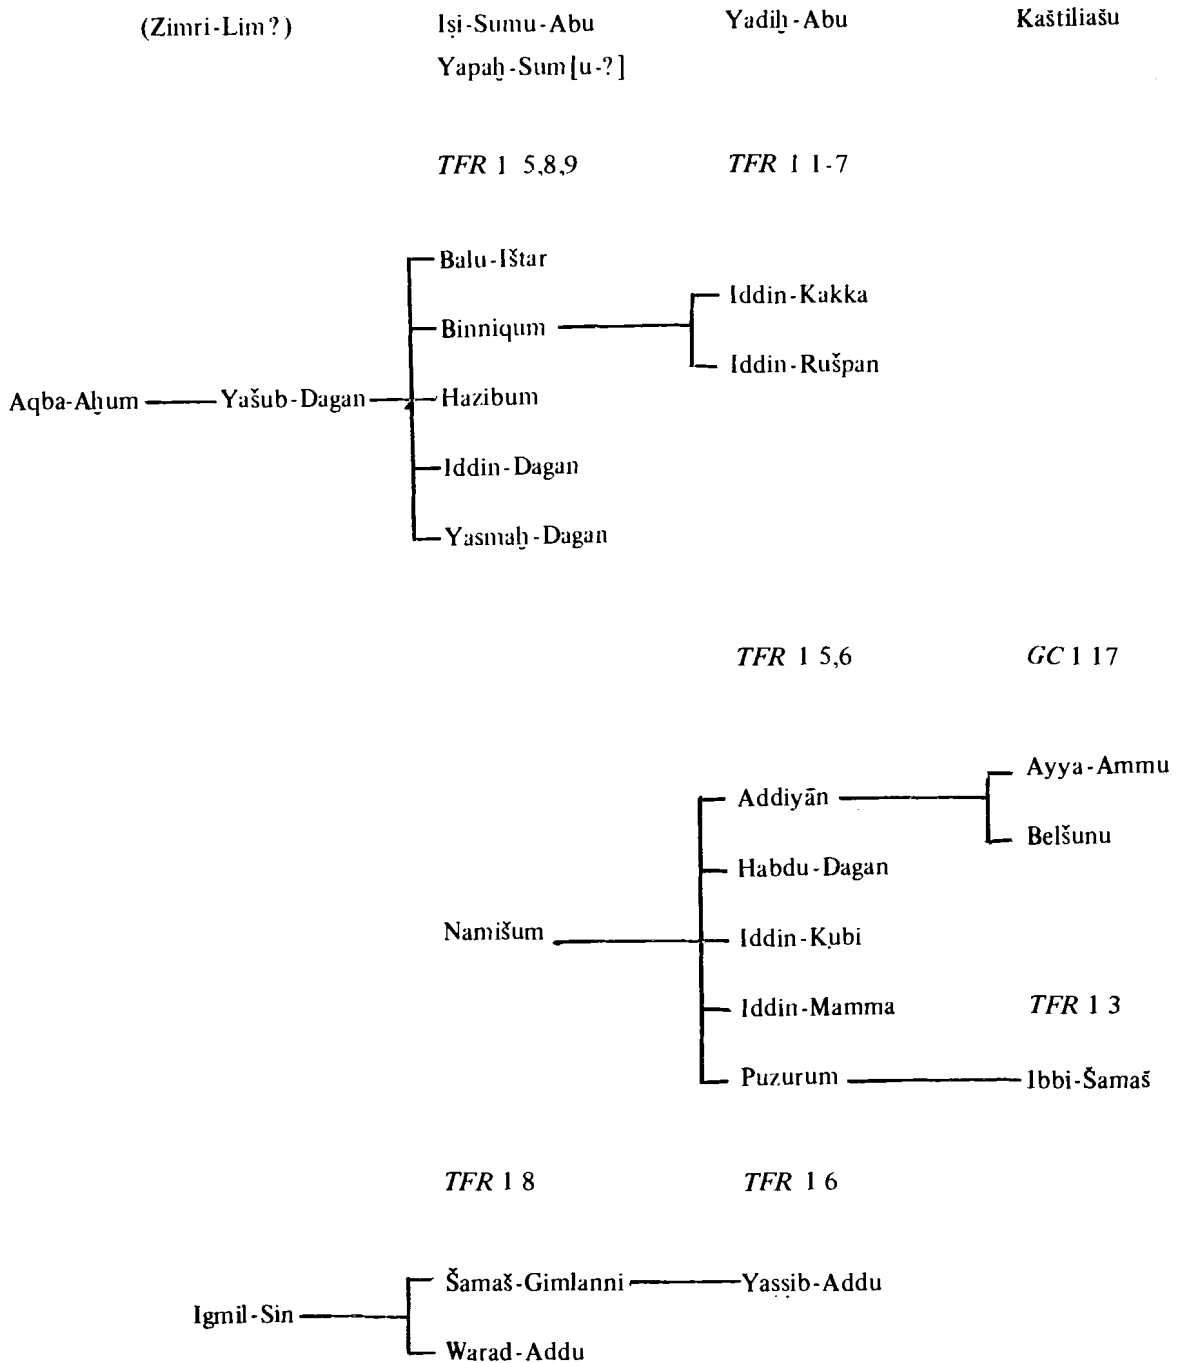 (Zimri-Lim?) Iṣi-Sumu-Abu Yadiḫ-Abu Kaštiliašu
Yapaḫ-Sum[u-?]
TFR 1 5,8,9 TFR 1 1-7
Balu-Ištar
Iddin-Kakka
Binniqum
Iddin-Rušpan
Aqba-Aḫum Yašub-Dagan Hazibum
Iddin-Dagan
Yasmaḫ-Dagan
TFR 1 5,6 GC 1 17
Ayya-Ammu
Addiyān
Belšunu
Habdu-Dagan
Namišum Iddin-Kubi
Iddin-Mamma TFR 1 3
Puzurum Ibbi-Šamaš
TFR 1 8 TFR 1 6
Šamaš-Gimlanni Yaṣṣib-Addu
Igmil-Sin
Warad-Addu